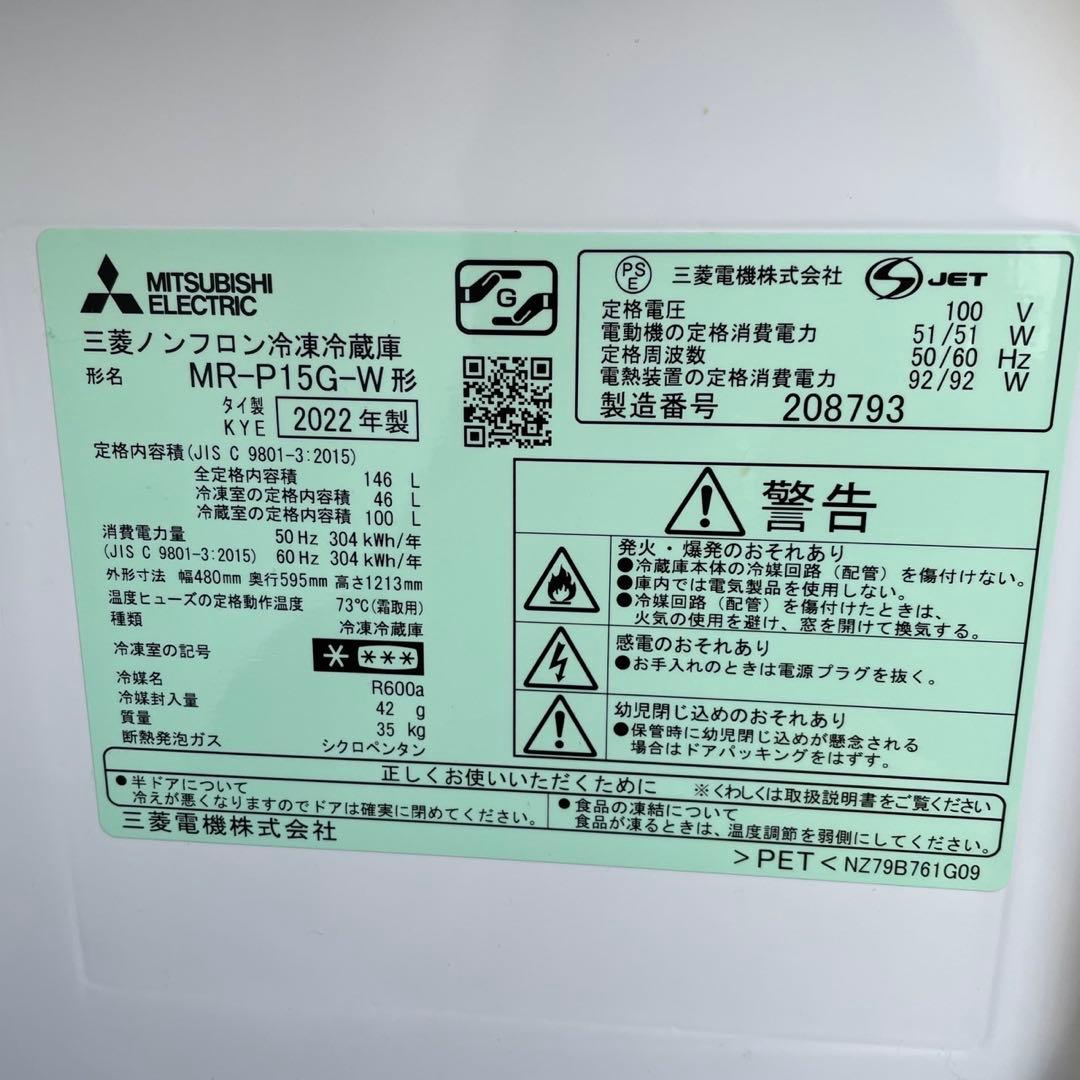 MITSUBISHI
ELECTRIC
三菱ノンフロン冷凍冷蔵庫
形名 MR-P15G-W形
タイ製
KYE 2022年製
定格内容積(JIS C 9801-3:2015)
全定格内容積 146 L
冷凍室の定格内容積 46 L
冷蔵室の定格内容積 100 L
消費電力量 50Hz 304kWh/年
(JIS C 9801-3:2015) 60Hz 304kWh/年
外形寸法 幅480mm 奥行595mm 高さ1213mm
温度ヒューズの定格動作温度 73℃(霜取用)
種類 冷凍冷蔵庫
冷凍室の記号 * ***
冷媒名 R600a
冷媒封入量 42 g
質量 35 kg
断熱発泡ガス シクロペンタン
G
PS
E
三菱電機株式会社 S JET
定格電圧 100 V
電動機の定格消費電力 51/51 W
定格周波数 50/60 Hz
電熱装置の定格消費電力 92/92 W
製造番号 208793
警告
発火・爆発のおそれあり
●冷蔵庫本体の冷媒回路(配管)を傷付けない。
●庫内では電気製品を使用しない。
●冷媒回路(配管)を傷付けたときは、
火気の使用を避け、窓を開けて換気する。
感電のおそれあり
●お手入れのときは電源プラグを抜く。
幼児閉じ込めのおそれあり
●保管時に幼児閉じ込めが懸念される
場合はドアパッキングをはずす。
正しくお使いいただくために ※くわしくは取扱説明書をご覧ください
●半ドアについて
冷えが悪くなりますのでドアは確実に閉めてください。
●食品の凍結について
食品が凍るときは、温度調節を弱側にしてください。
三菱電機株式会社
>PET< NZ79B761G09